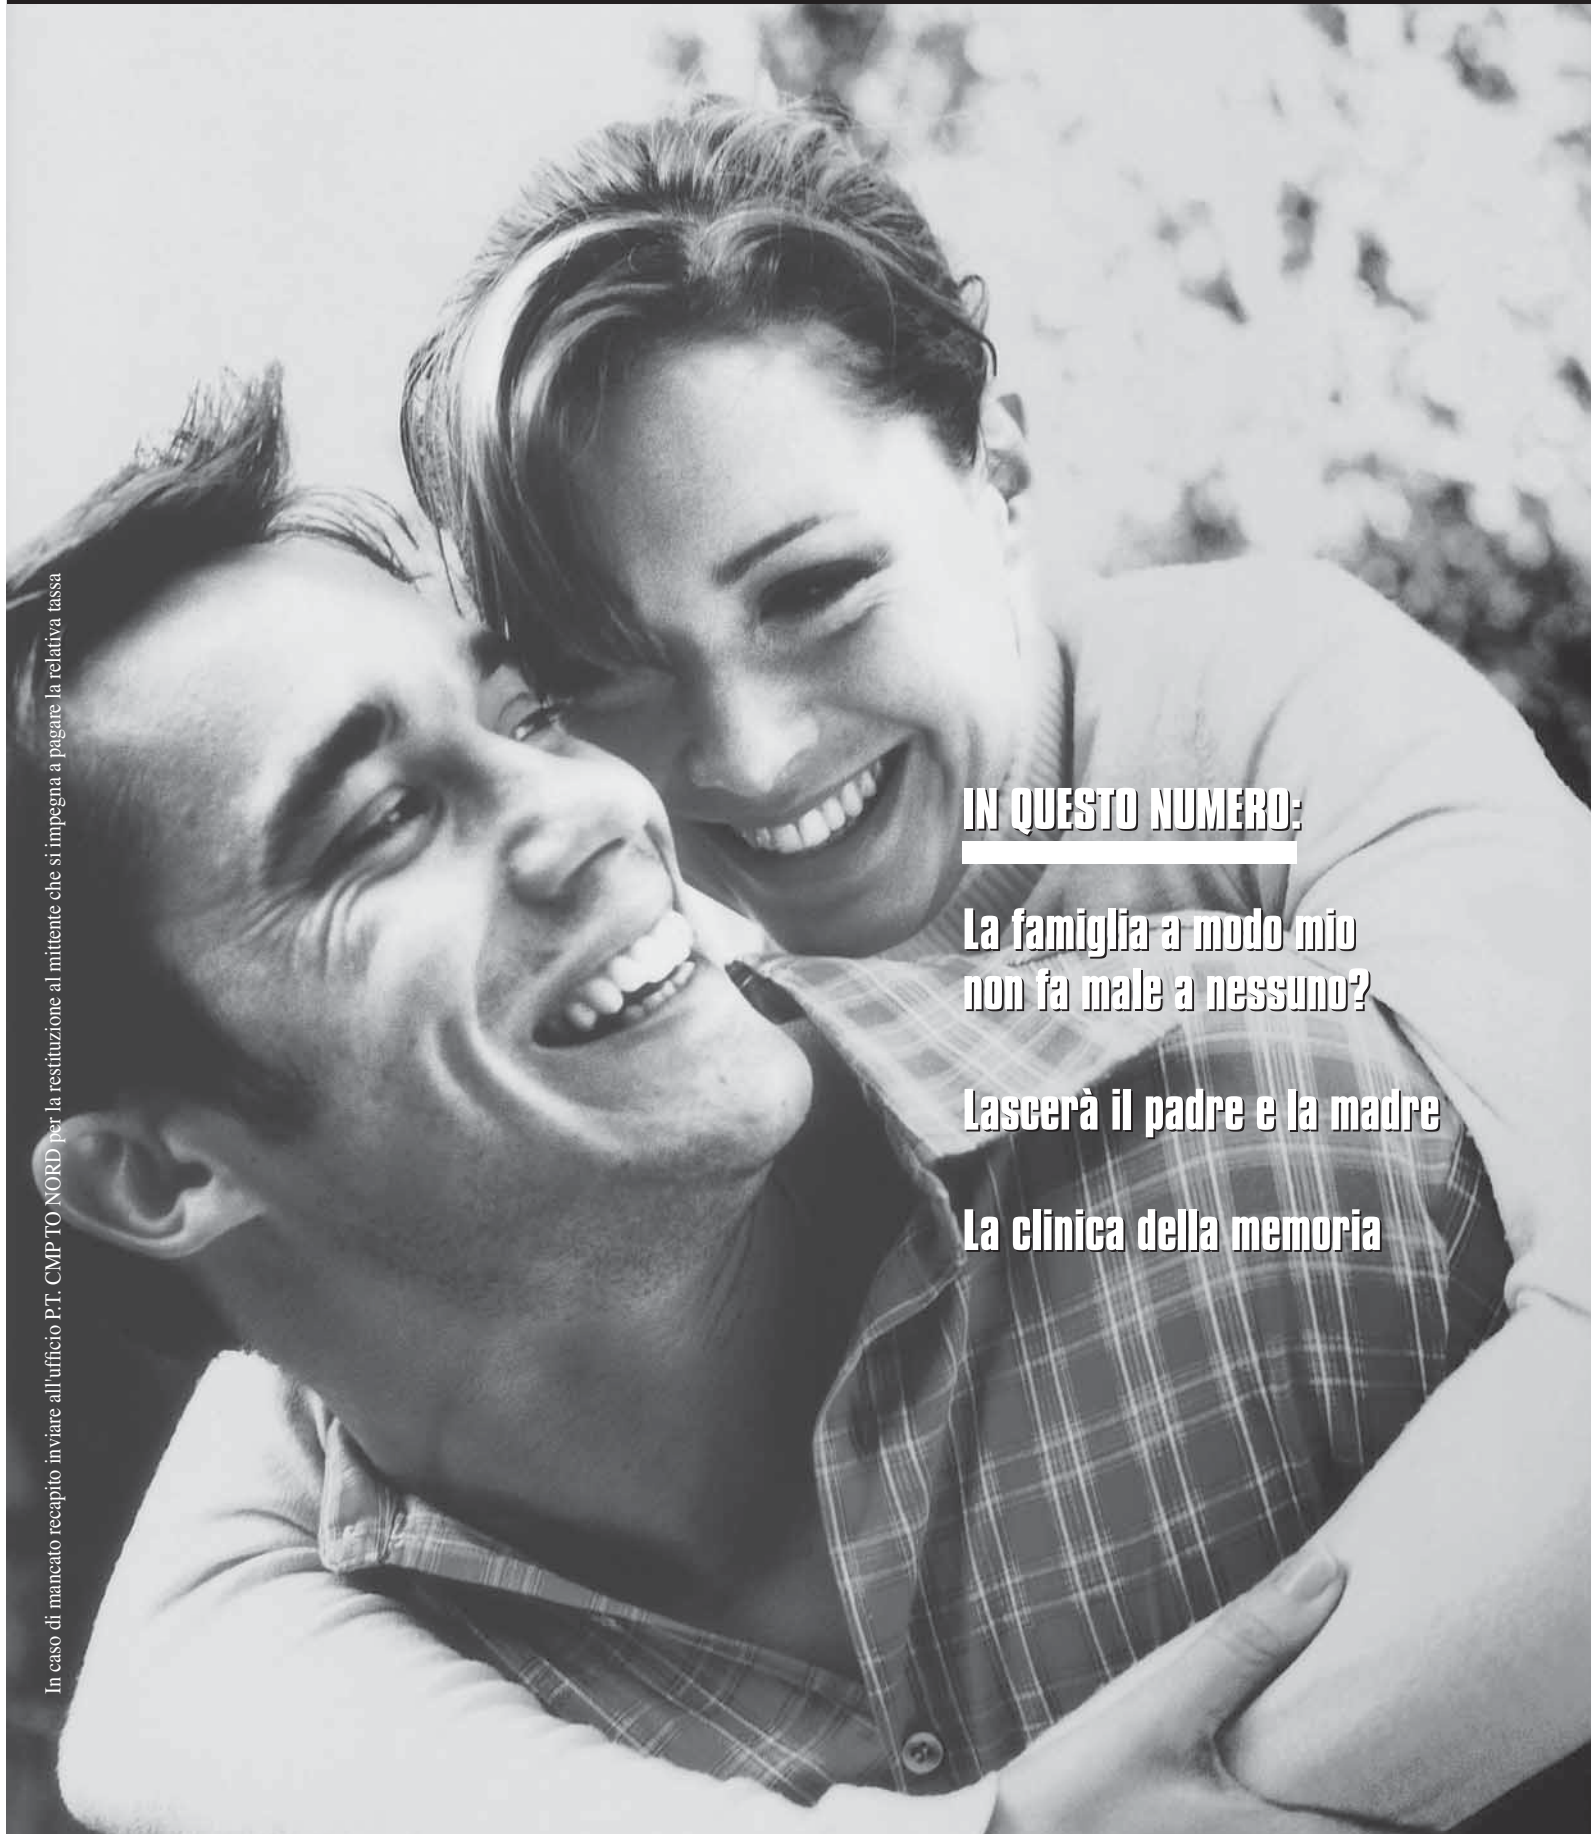 In caso di mancato recapito inviare all'ufficio P.T. CMP TO NORD per la restituzione al mittente che si impegna a pagare la relativa tassa
IN QUESTO NUMERO:
La famiglia a modo mio
non fa male a nessuno?
Lascerà il padre e la madre
La clinica della memoria